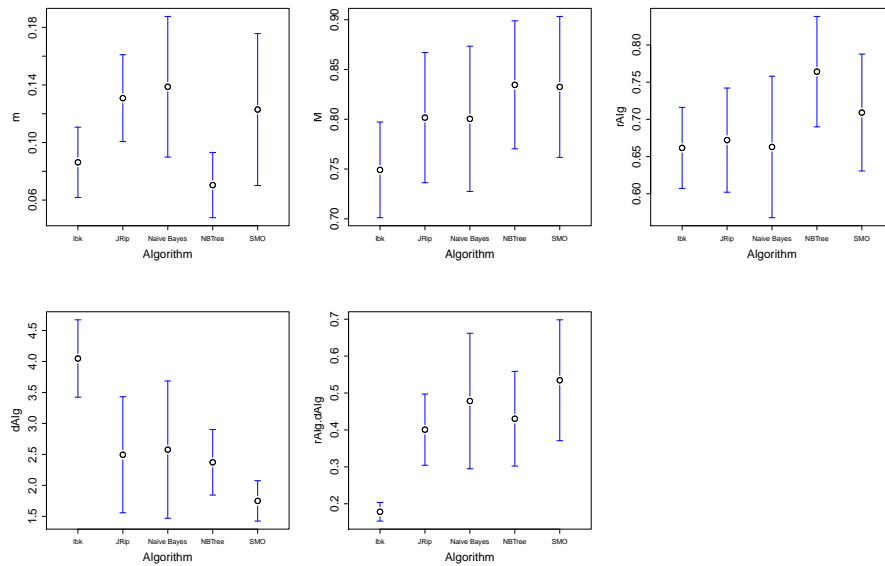 m
0.18
0.14
0.10
0.06
Ibk JRip Naive Bayes NBTree SMO
Algorithm
M
0.90
0.85
0.80
0.75
0.70
Ibk JRip Naive Bayes NBTree SMO
Algorithm
rAlg
0.80
0.75
0.70
0.65
0.60
Ibk JRip Naive Bayes NBTree SMO
Algorithm
dAlg
4.5
4.0
3.5
3.0
2.5
2.0
1.5
Ibk JRip Naive Bayes NBTree SMO
Algorithm
rAlg.dAlg
0.7
0.6
0.5
0.4
0.3
0.2
Ibk JRip Naive Bayes NBTree SMO
Algorithm